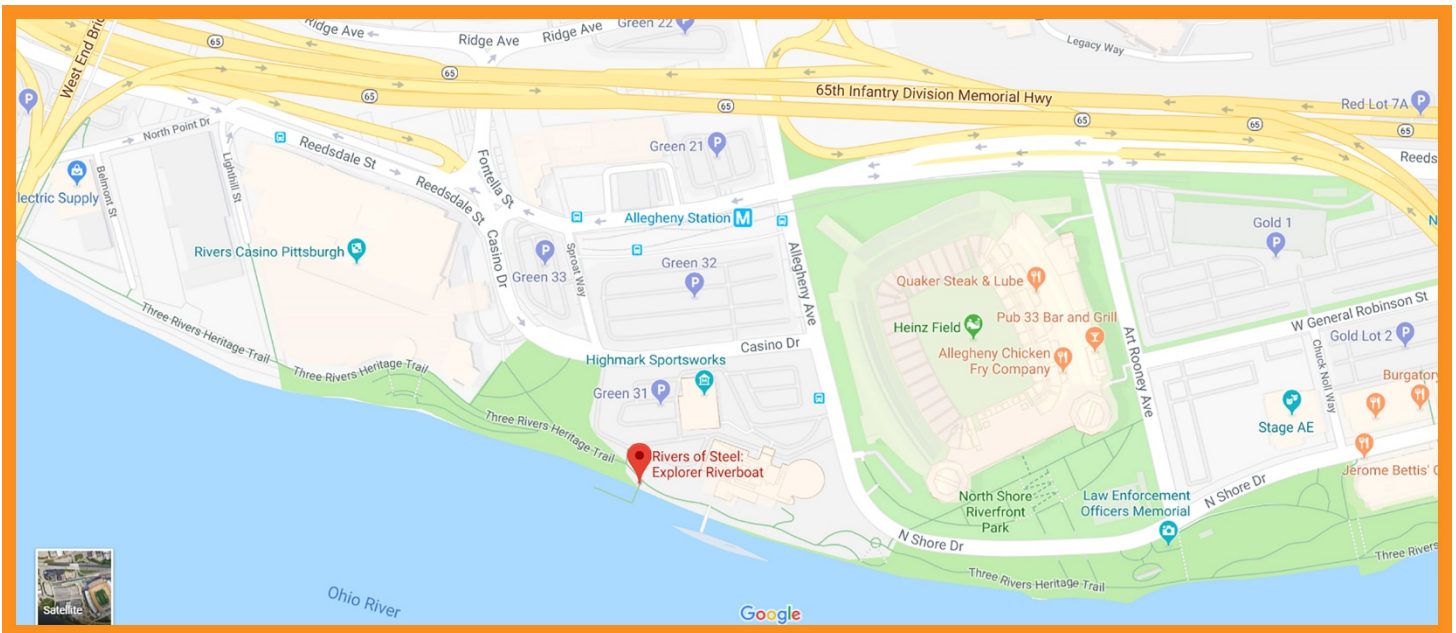 Ridge Ave
Ridge Ave
Ridge Ave
Green 22
Legacy Way
West End Bri
65
65
65
65th Infantry Division Memorial Hwy
65
65
65
65
Red Lot 7A
North Point Dr
Reedsdale St
Reedsdale St
Reeds
Lighthill St
Belmont St
lectric Supply
Fontella St
Green 21
Allegheny Station
M
Gold 1
N
Rivers Casino Pittsburgh
Casino Dr
Green 33
Sproat Way
Green 32
Allegheny Ave
Quaker Steak & Lube
Heinz Field
Pub 33 Bar and Grill
Allegheny Chicken
Fry Company
Art Rooney Ave
W General Robinson St
Gold Lot 2
Chuck Noll Way
Burgatory
Three Rivers Heritage Trail
Three Rivers Heritage Trail
Casino Dr
Highmark Sportsworks
Green 31
Three Rivers Heritage Trail
Rivers of Steel:
Explorer Riverboat
Stage AE
Jerome Bettis' G
North Shore
Riverfront
Park
Law Enforcement
Officers Memorial
N Shore Dr
N Shore Dr
Three Rivers
Three Rivers Heritage Trail
Ohio River
Satellite
Google